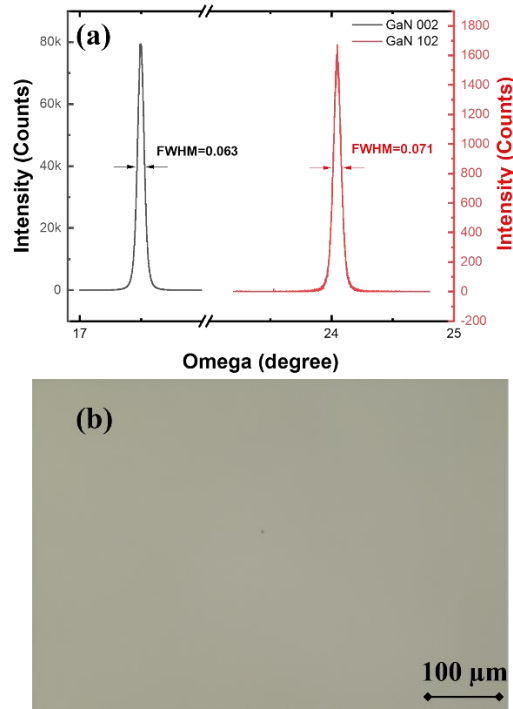 (a)
GaN 002
GaN 102
80k
60k
40k
20k
0
Intensity (Counts)
FWHM=0.063
FWHM=0.071
1800
1600
1400
1200
1000
800
600
400
200
0
-200
Intensity (Counts)
17
24
25
Omega (degree)
(b)
100 μm